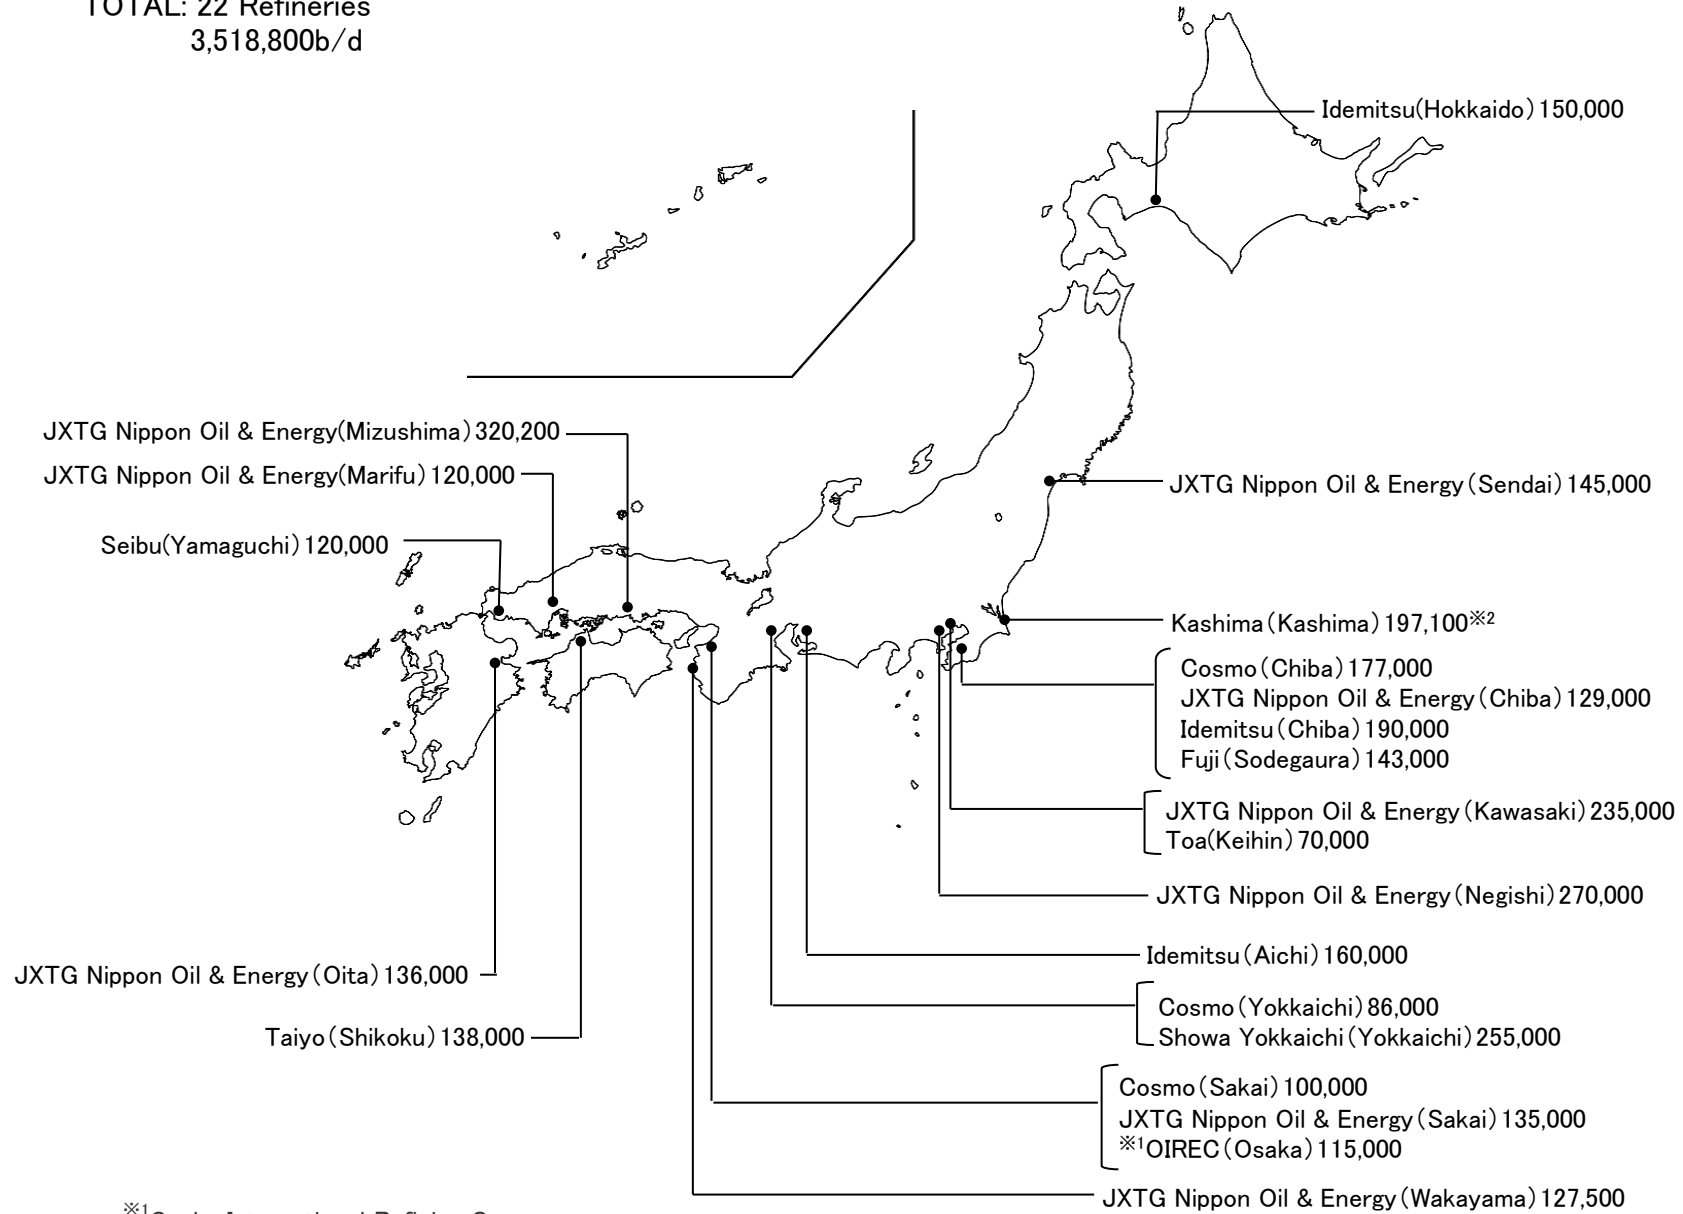 TOTAL: 22 Refineries
3,518,800b/d
Idemitsu(Hokkaido)150,000
JXTG Nippon Oil & Energy(Mizushima)320,200
JXTG Nippon Oil & Energy(Marifu)120,000
JXTG Nippon Oil & Energy(Sendai)145,000
Seibu(Yamaguchi)120,000
Kashima(Kashima)197,100※2
Cosmo(Chiba)177,000
JXTG Nippon Oil & Energy(Chiba)129,000
Idemitsu(Chiba)190,000
Fuji(Sodegaura)143,000
JXTG Nippon Oil & Energy(Kawasaki)235,000
Toa(Keihin)70,000
JXTG Nippon Oil & Energy(Negishi)270,000
Idemitsu(Aichi)160,000
JXTG Nippon Oil & Energy(Oita)136,000
Cosmo(Yokkaichi)86,000
Showa Yokkaichi(Yokkaichi)255,000
Taiyo(Shikoku)138,000
Cosmo(Sakai)100,000
JXTG Nippon Oil & Energy(Sakai)135,000
※1OIREC(Osaka)115,000
JXTG Nippon Oil & Energy(Wakayama)127,500
※1